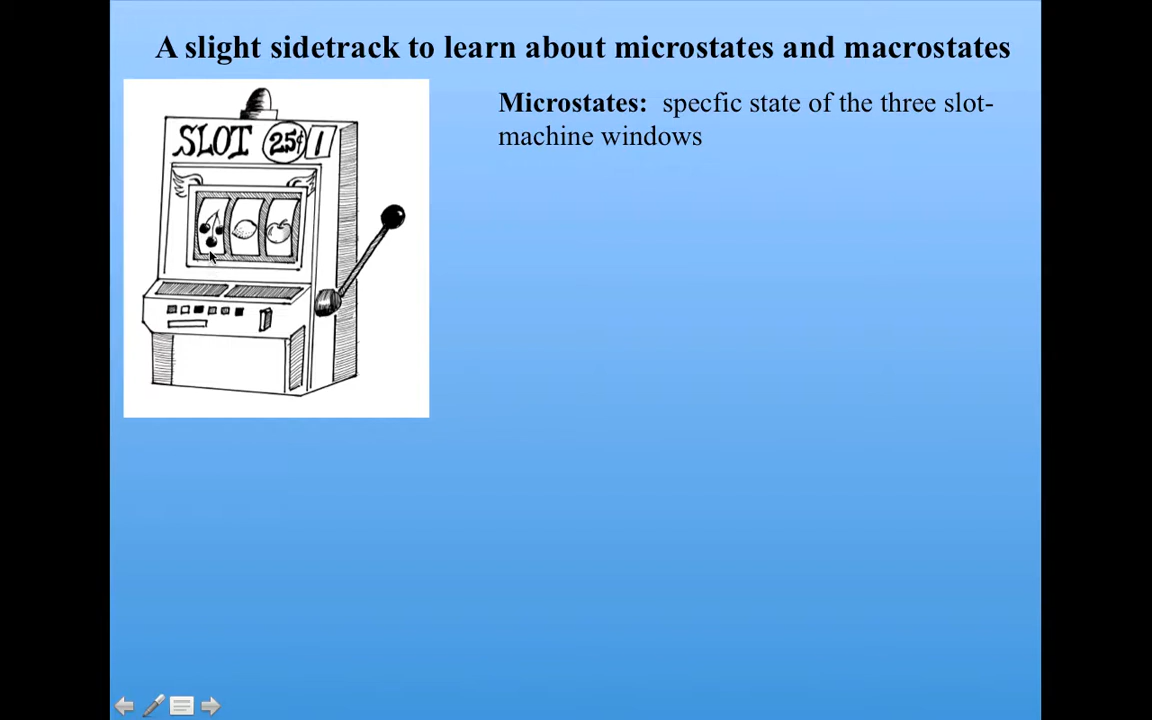 A slight sidetrack to learn about microstates and macrostates
Microstates: specfic state of the three slot-
machine windows
SLOT 25¢ 1